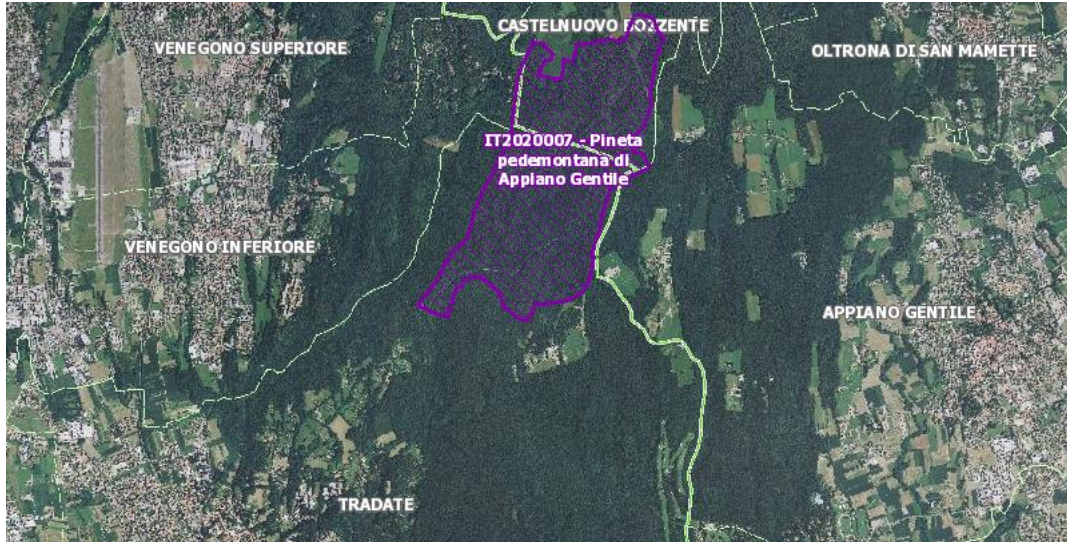 CASTELNUOVO BOZZENTE
VENEGONO SUPERIORE
OLTRONA DI SAN MAMETTE
IT2020007 - Pineta
pedemontana di
Appiano Gentile
VENEGONO INFERIORE
APPIANO GENTILE
TRADATE